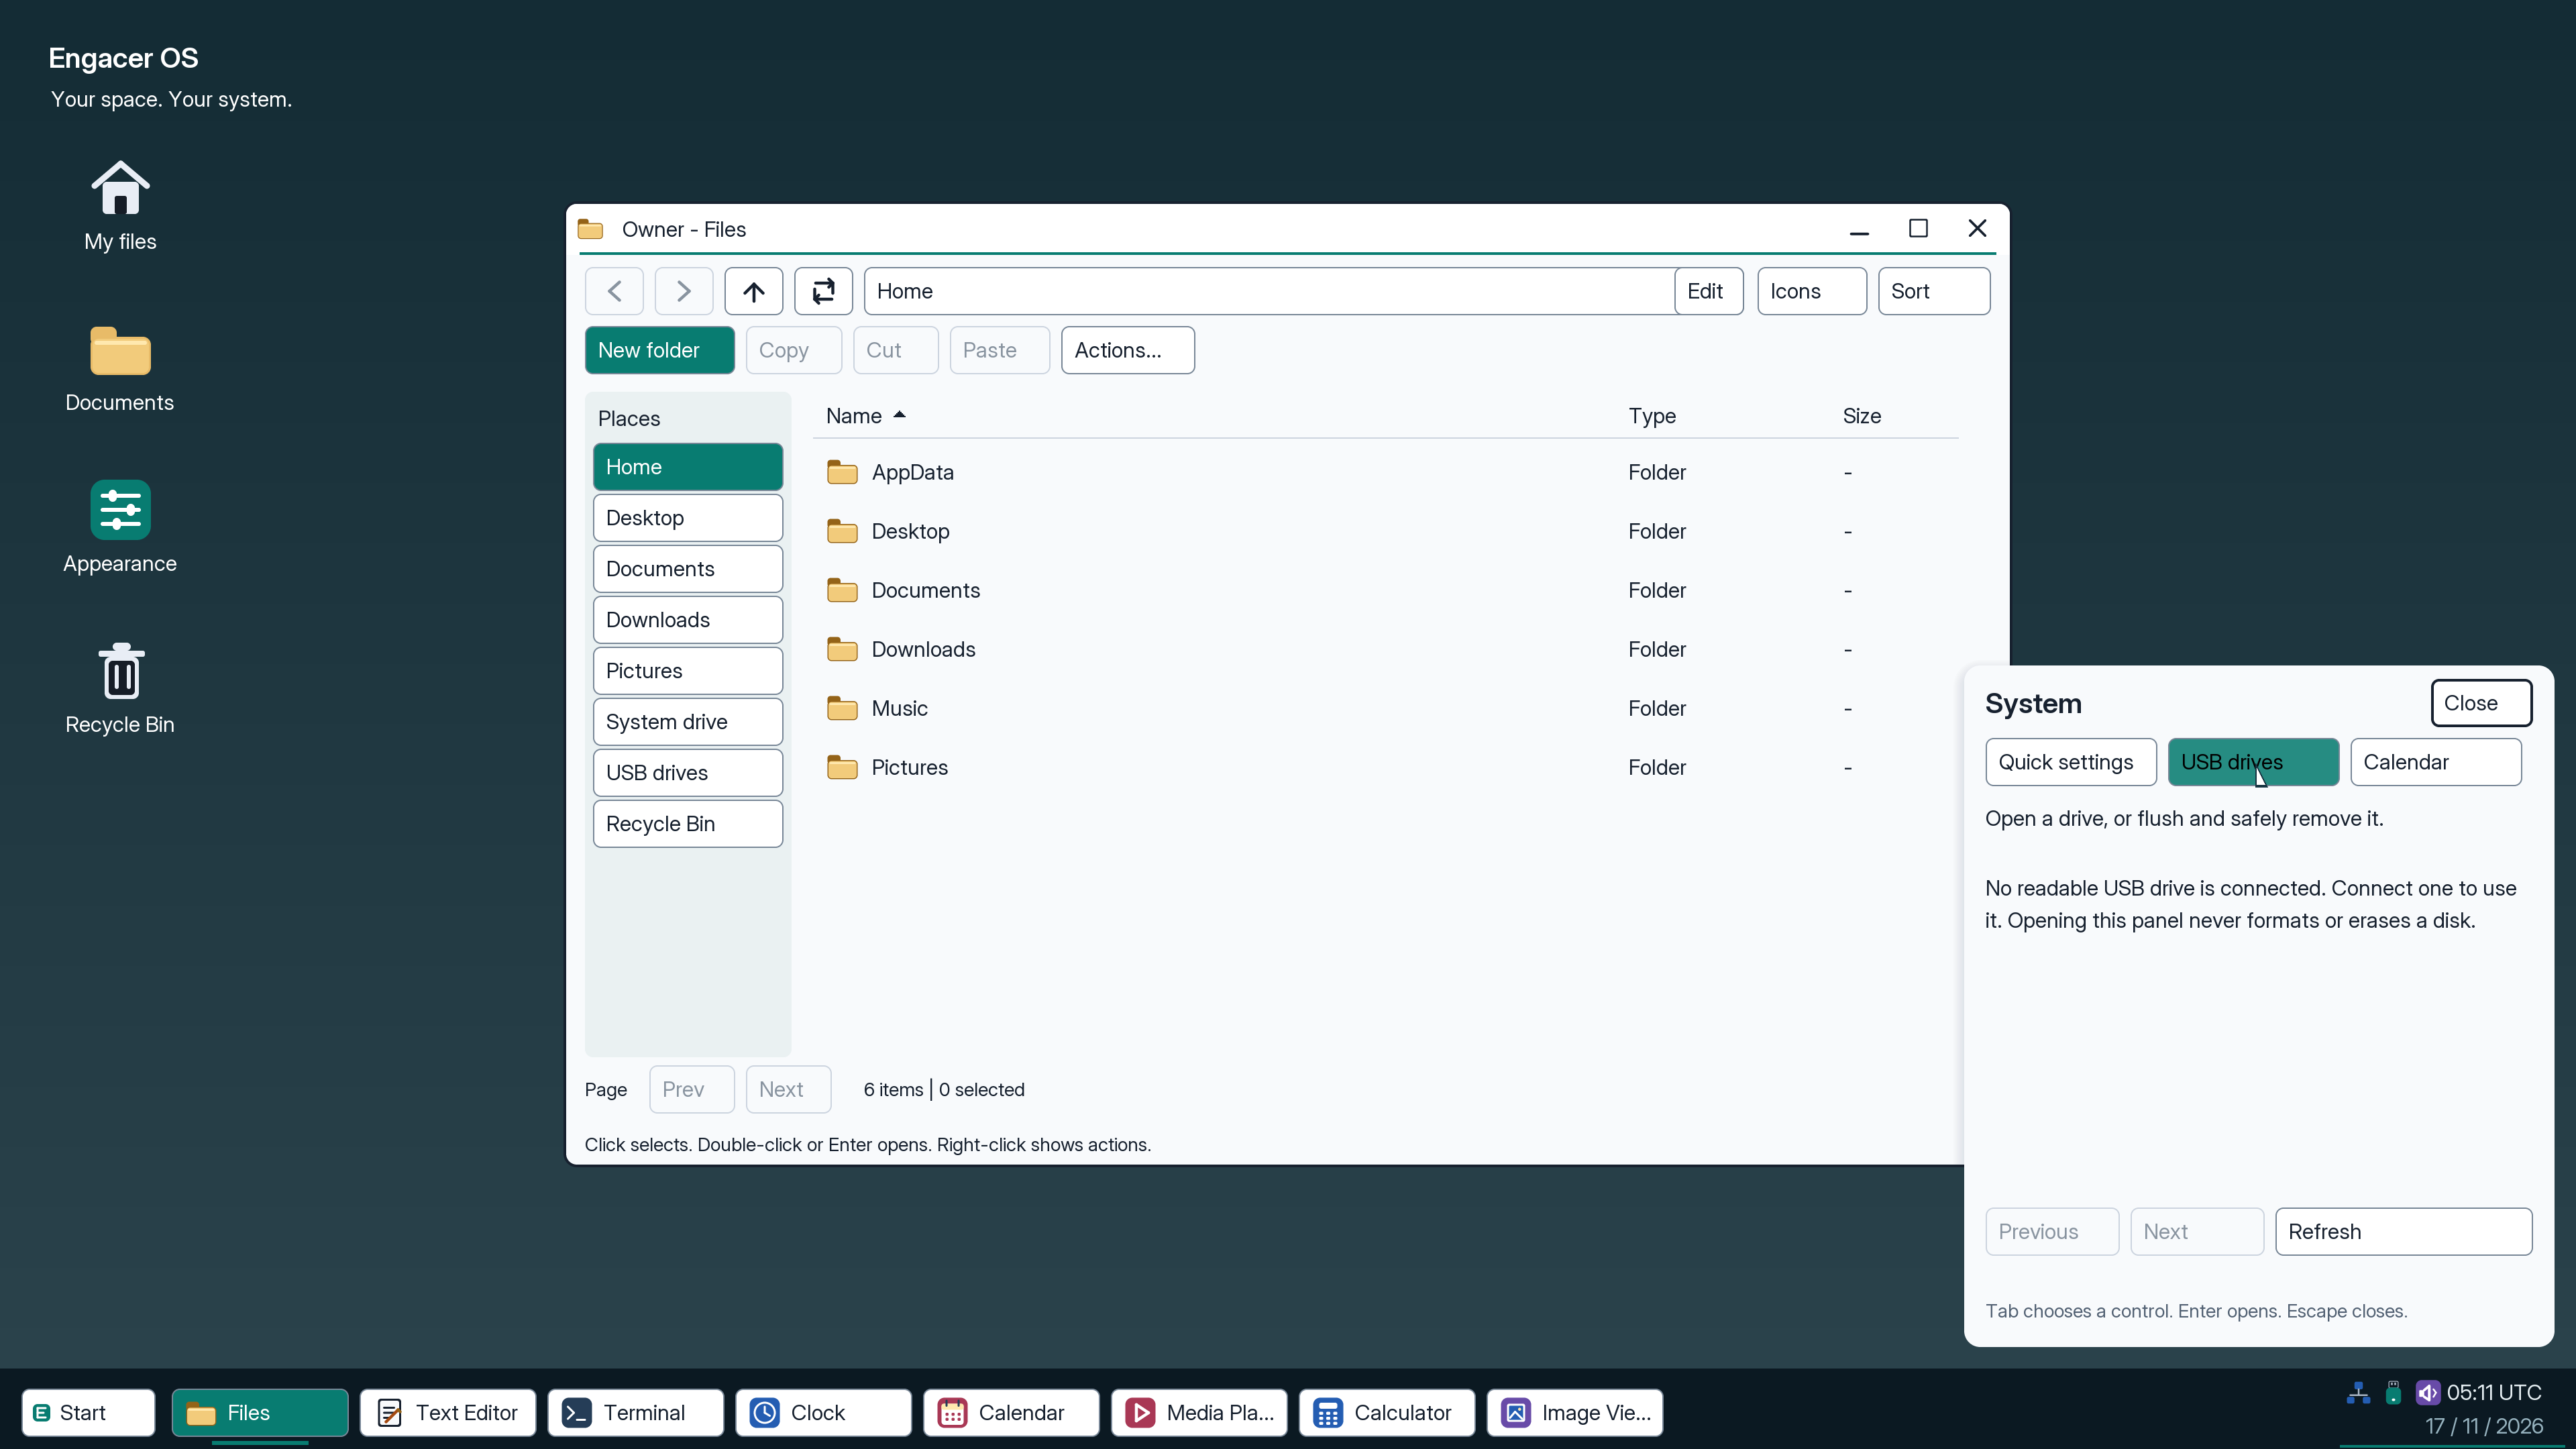 Engacer OS
Your space. Your system.
My files
Documents
Appearance
Recycle Bin
Owner - Files
Home
Edit
Icons
Sort
New folder
Copy
Cut
Paste
Actions...
Places
Home
Desktop
Documents
Downloads
Pictures
System drive
USB drives
Recycle Bin
Name Type Size
AppData Folder -
Desktop Folder -
Documents Folder -
Downloads Folder -
Music Folder -
Pictures Folder -
Page Prev Next 6 items | 0 selected
Click selects. Double-click or Enter opens. Right-click shows actions.
System
Close
Quick settings
USB drives
Calendar
Open a drive, or flush and safely remove it.
No readable USB drive is connected. Connect one to use
it. Opening this panel never formats or erases a disk.
Previous
Next
Refresh
Tab chooses a control. Enter opens. Escape closes.
E Start
Files
Text Editor
Terminal
Clock
Calendar
Media Pla...
Calculator
Image Vie...
05:11 UTC
17 / 11 / 2026